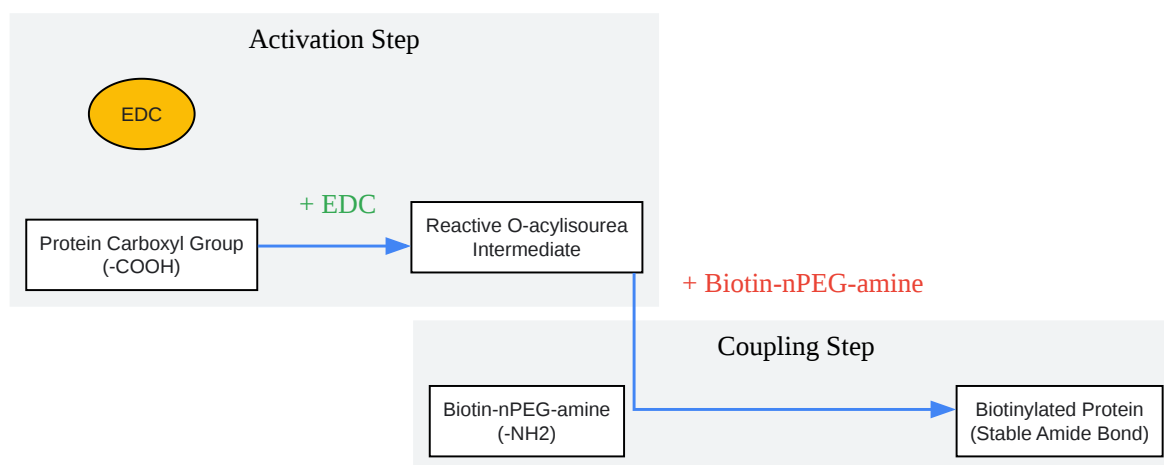 Activation Step
EDC
+ EDC
Protein Carboxyl Group
(-COOH)
Reactive O-acylisourea
Intermediate
+ Biotin-nPEG-amine
Coupling Step
Biotin-nPEG-amine
(-NH2)
Biotinylated Protein
(Stable Amide Bond)